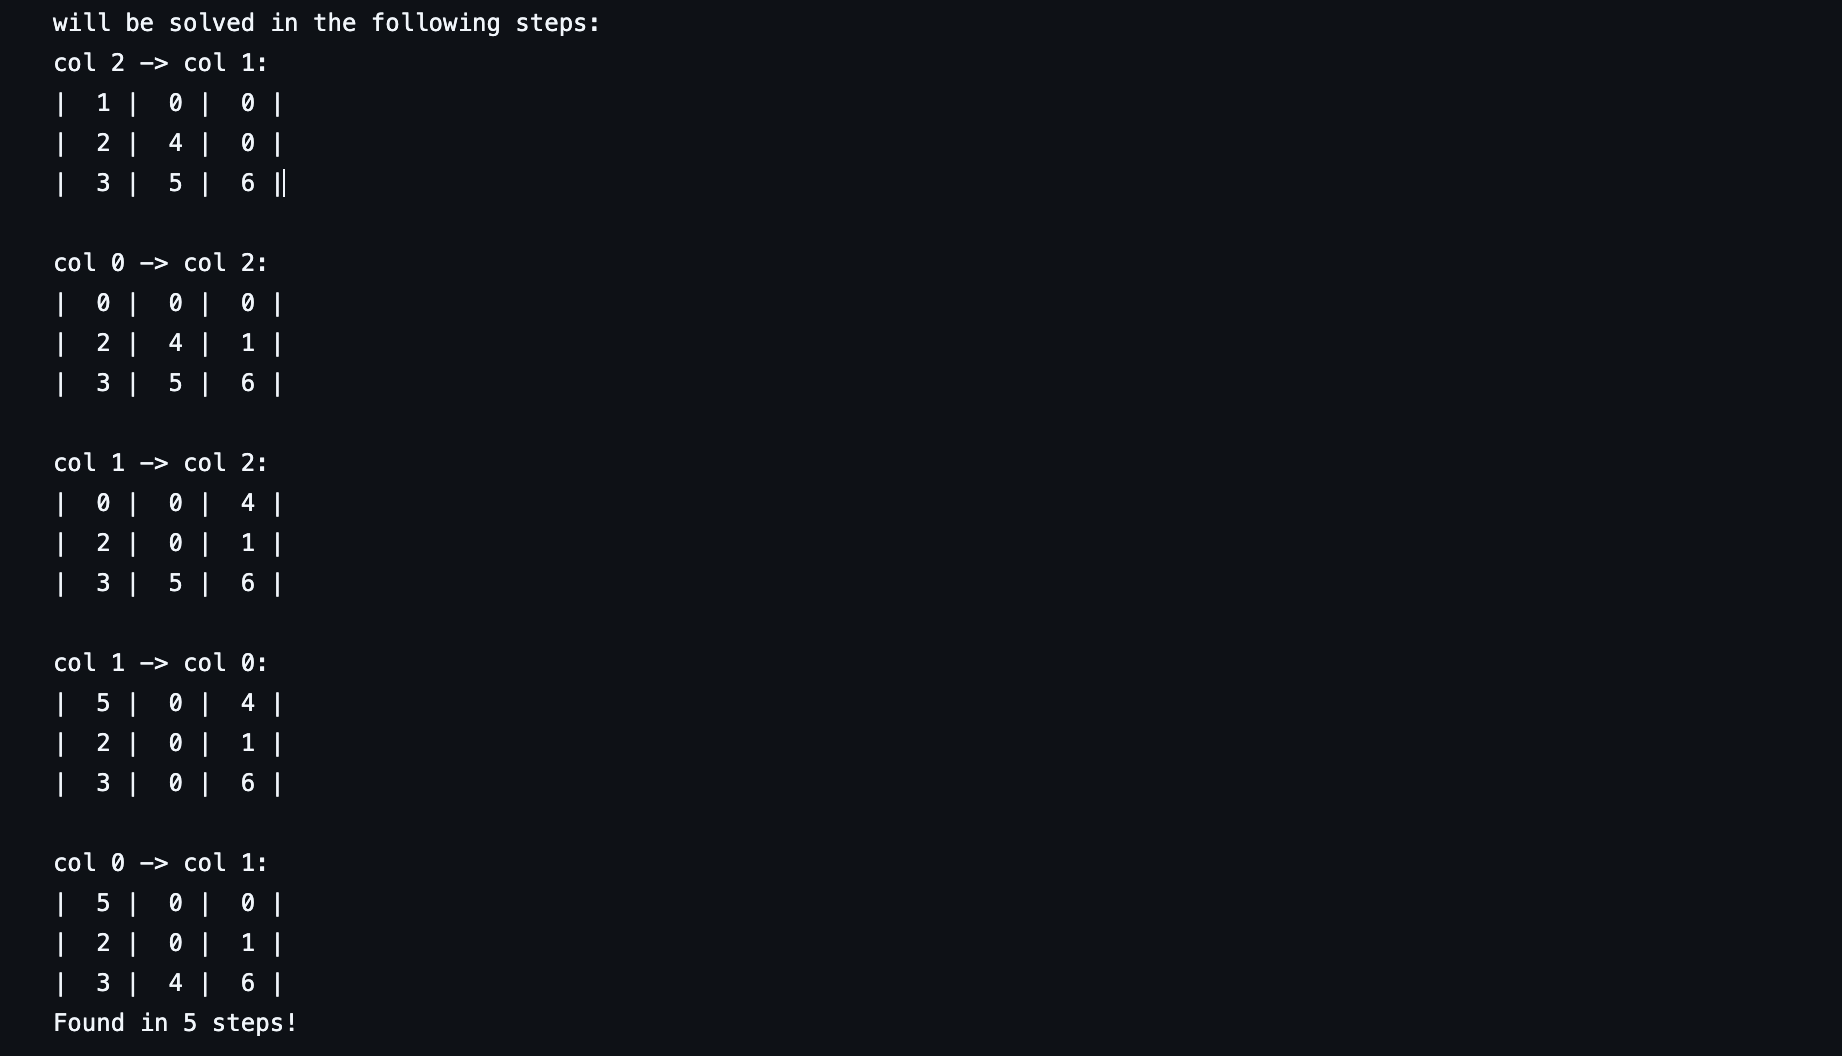 will be solved in the following steps:
col 2 -> col 1:
|  1 |  0 |  0 |
|  2 |  4 |  0 |
|  3 |  5 |  6 |
col 0 -> col 2:
|  0 |  0 |  0 |
|  2 |  4 |  1 |
|  3 |  5 |  6 |
col 1 -> col 2:
|  0 |  0 |  4 |
|  2 |  0 |  1 |
|  3 |  5 |  6 |
col 1 -> col 0:
|  5 |  0 |  4 |
|  2 |  0 |  1 |
|  3 |  0 |  6 |
col 0 -> col 1:
|  5 |  0 |  0 |
|  2 |  0 |  1 |
|  3 |  4 |  6 |
Found in 5 steps!